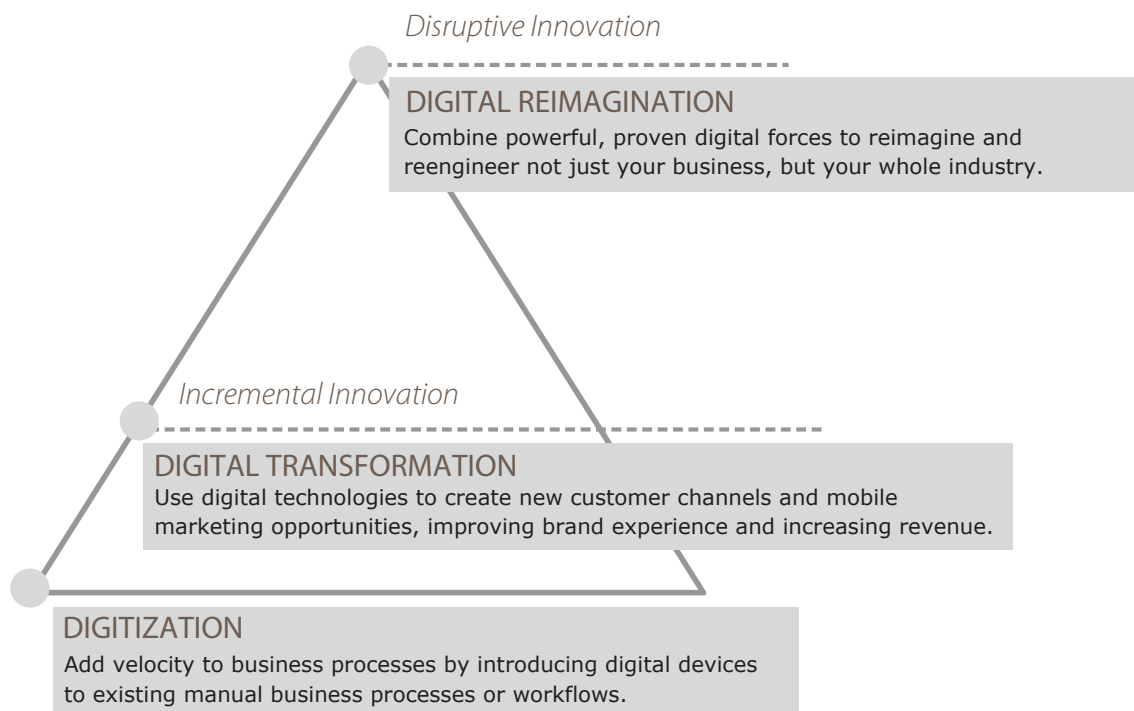 Disruptive Innovation
DIGITAL REIMAGINATION
Combine powerful, proven digital forces to reimagine and
reengineer not just your business, but your whole industry.
Incremental Innovation
DIGITAL TRANSFORMATION
Use digital technologies to create new customer channels and mobile
marketing opportunities, improving brand experience and increasing revenue.
DIGITIZATION
Add velocity to business processes by introducing digital devices
to existing manual business processes or workflows.